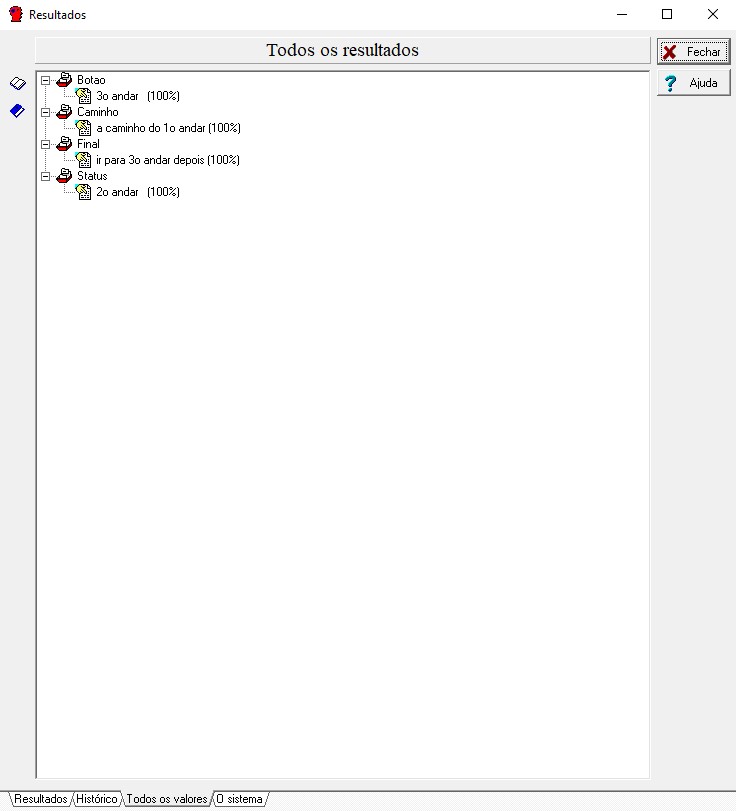 Resultados
Todos os resultados
Fechar
Ajuda
Botao
3o andar (100%)
Caminho
a caminho do 1o andar (100%)
Final
ir para 3o andar depois (100%)
Status
2o andar (100%)
Resultados Histórico Todos os valores O sistema